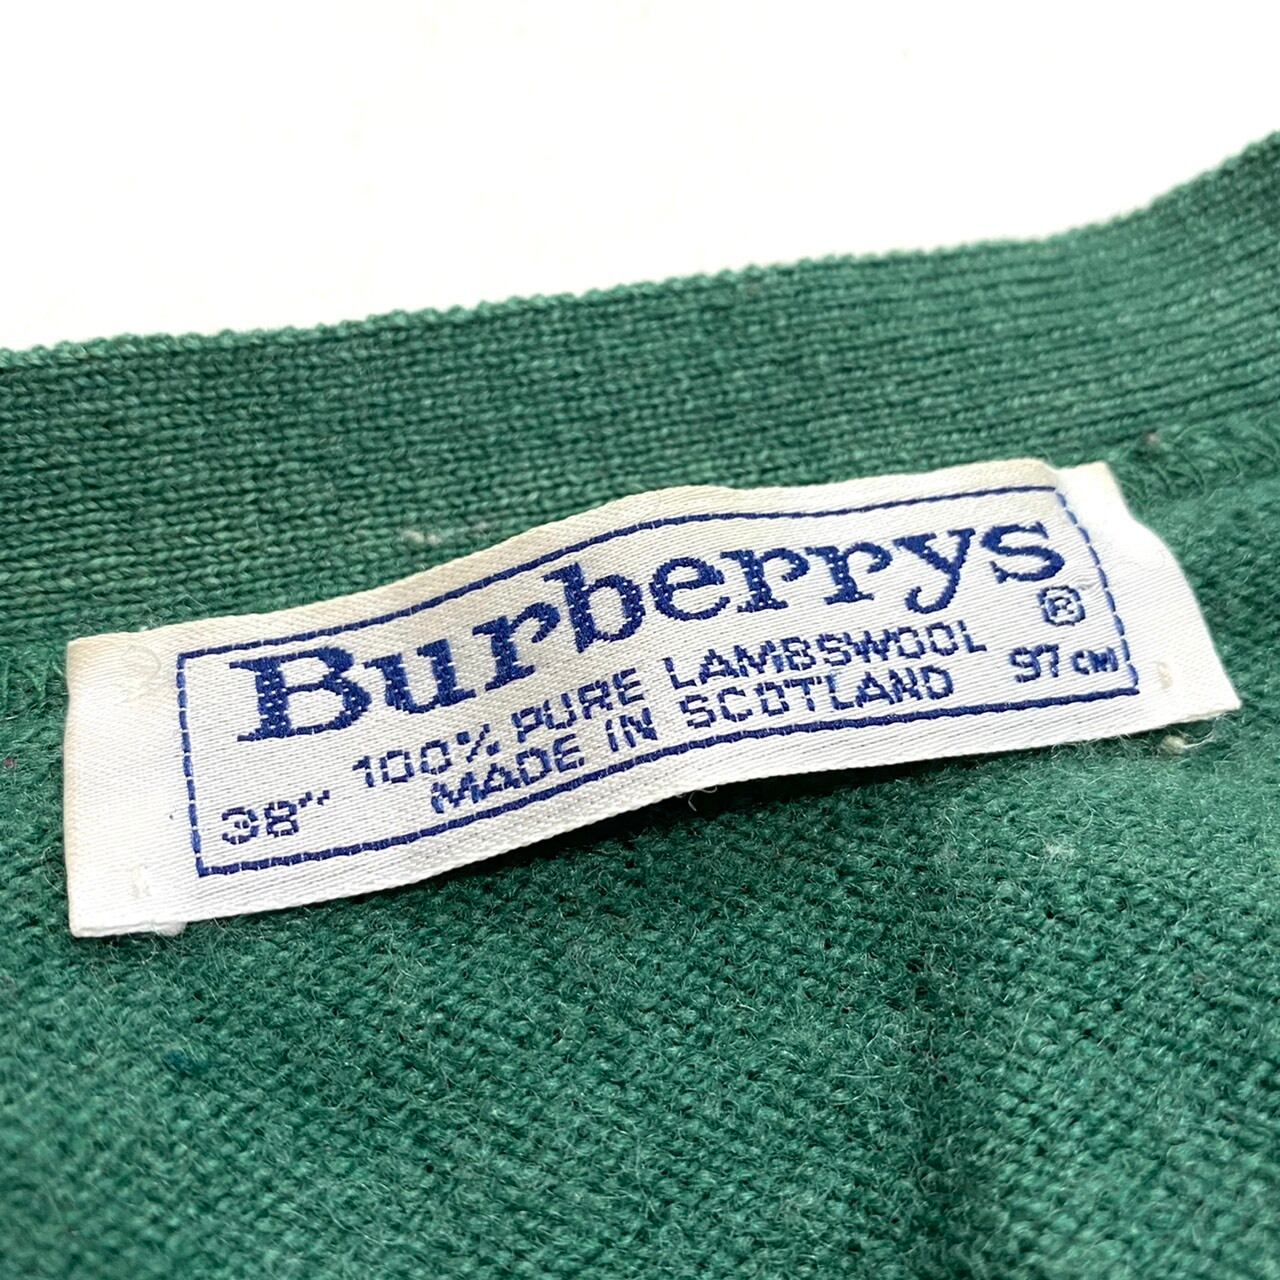 Burberrys ®
100% PURE LAMBSWOOL
38" MADE IN SCOTLAND 97 CM